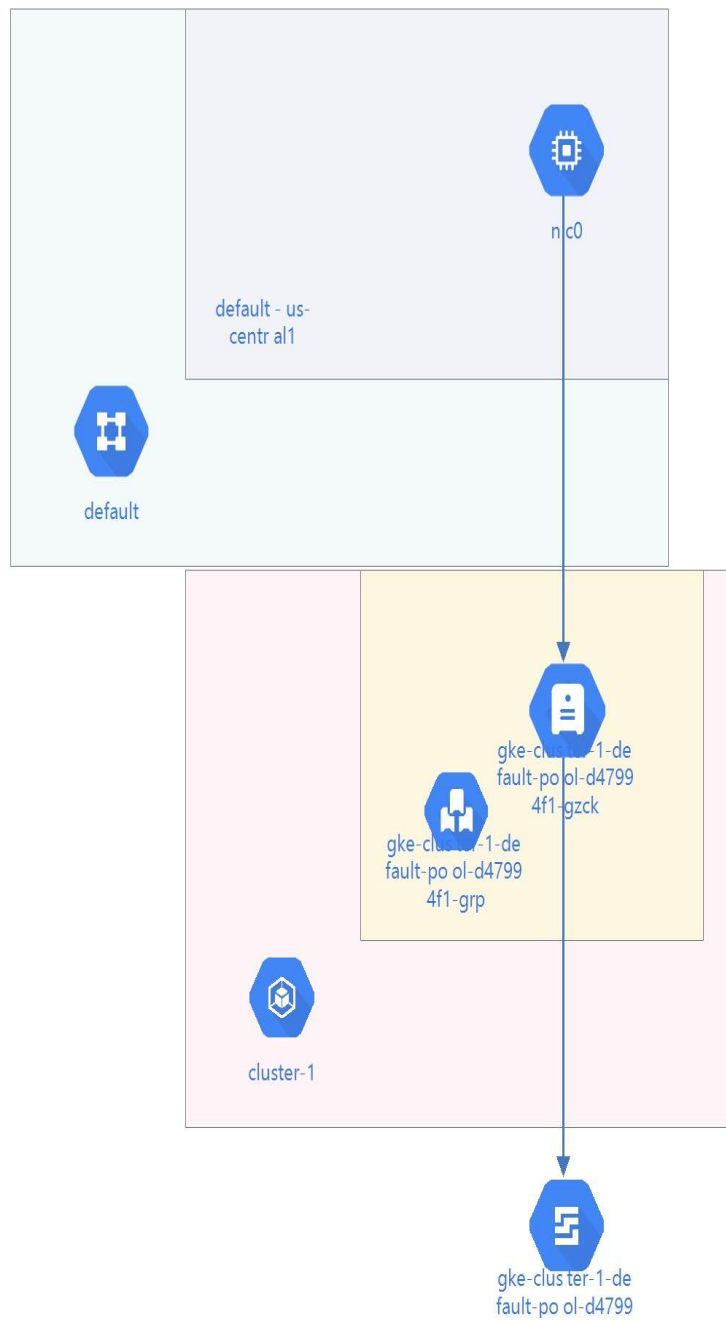 nic0
default - us-
centr al1
default
gke-clus ter-1-de
fault-po ol-d4799
4f1-gzck
gke-clus ter-1-de
fault-po ol-d4799
4f1-grp
cluster-1
gke-clus ter-1-de
fault-po ol-d4799